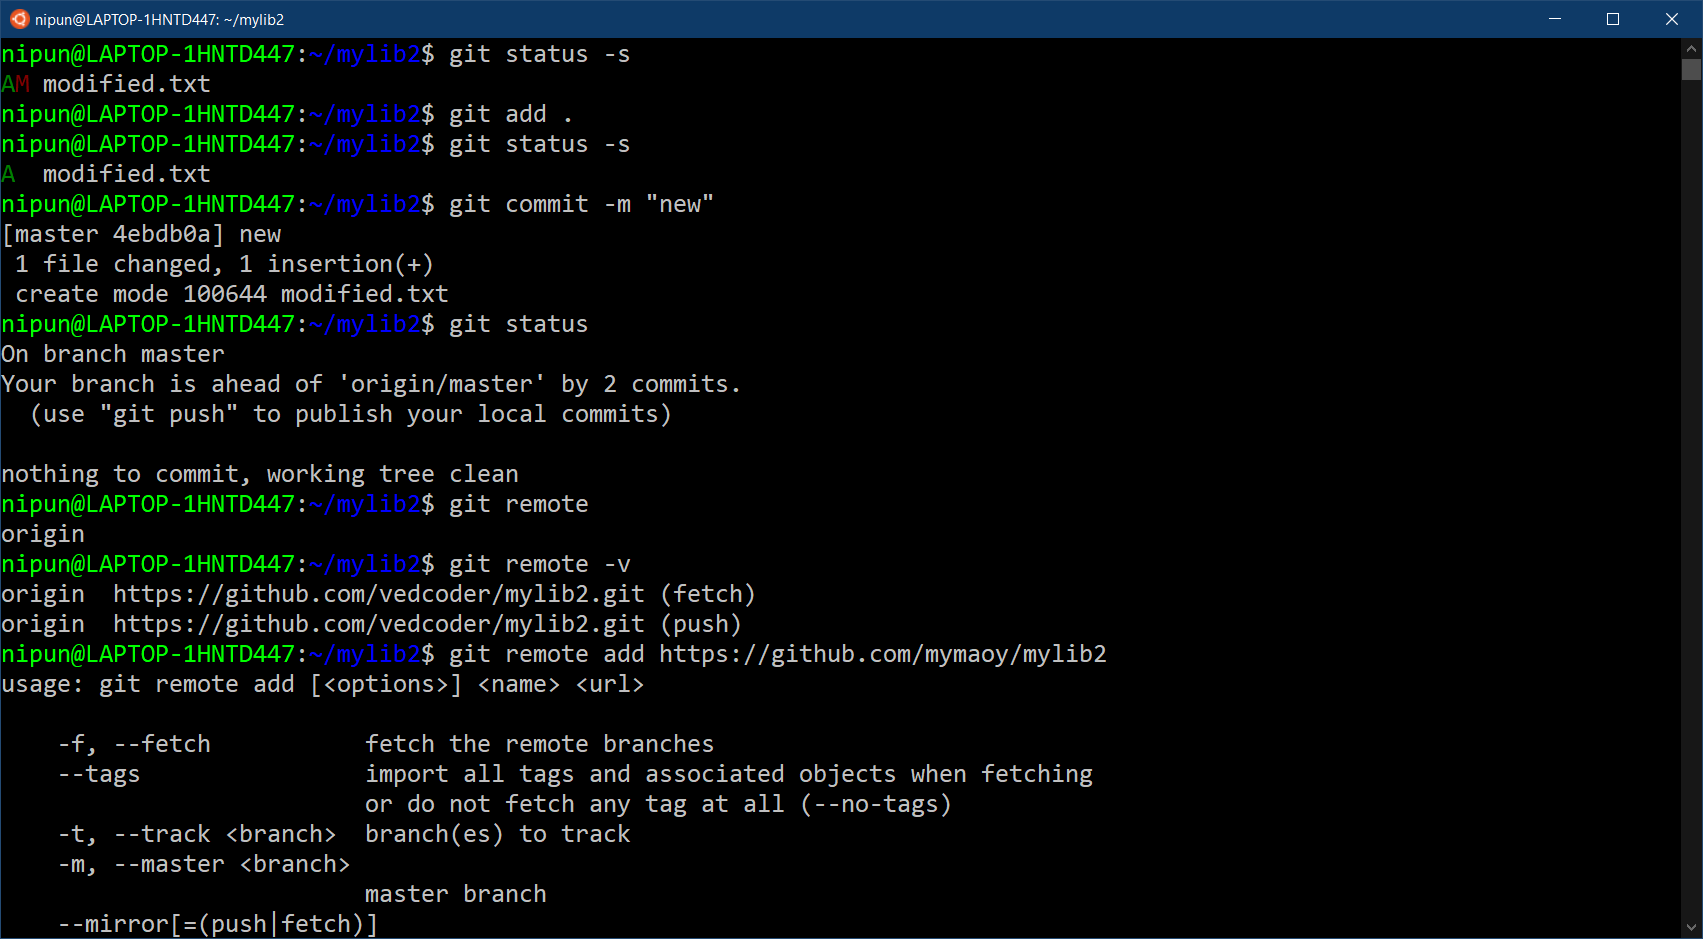 nipun@LAPTOP-1HNTD447: ~/mylib2
nipun@LAPTOP-1HNTD447:~/mylib2$ git status -s
AM modified.txt
nipun@LAPTOP-1HNTD447:~/mylib2$ git add .
nipun@LAPTOP-1HNTD447:~/mylib2$ git status -s
A  modified.txt
nipun@LAPTOP-1HNTD447:~/mylib2$ git commit -m "new"
[master 4ebdb0a] new
 1 file changed, 1 insertion(+)
 create mode 100644 modified.txt
nipun@LAPTOP-1HNTD447:~/mylib2$ git status
On branch master
Your branch is ahead of 'origin/master' by 2 commits.
  (use "git push" to publish your local commits)

nothing to commit, working tree clean
nipun@LAPTOP-1HNTD447:~/mylib2$ git remote
origin
nipun@LAPTOP-1HNTD447:~/mylib2$ git remote -v
origin  https://github.com/vedcoder/mylib2.git (fetch)
origin  https://github.com/vedcoder/mylib2.git (push)
nipun@LAPTOP-1HNTD447:~/mylib2$ git remote add https://github.com/mymaoy/mylib2
usage: git remote add [<options>] <name> <url>

    -f, --fetch           fetch the remote branches
    --tags                import all tags and associated objects when fetching
                          or do not fetch any tag at all (--no-tags)
    -t, --track <branch>  branch(es) to track
    -m, --master <branch>
                          master branch
    --mirror[=(push|fetch)]